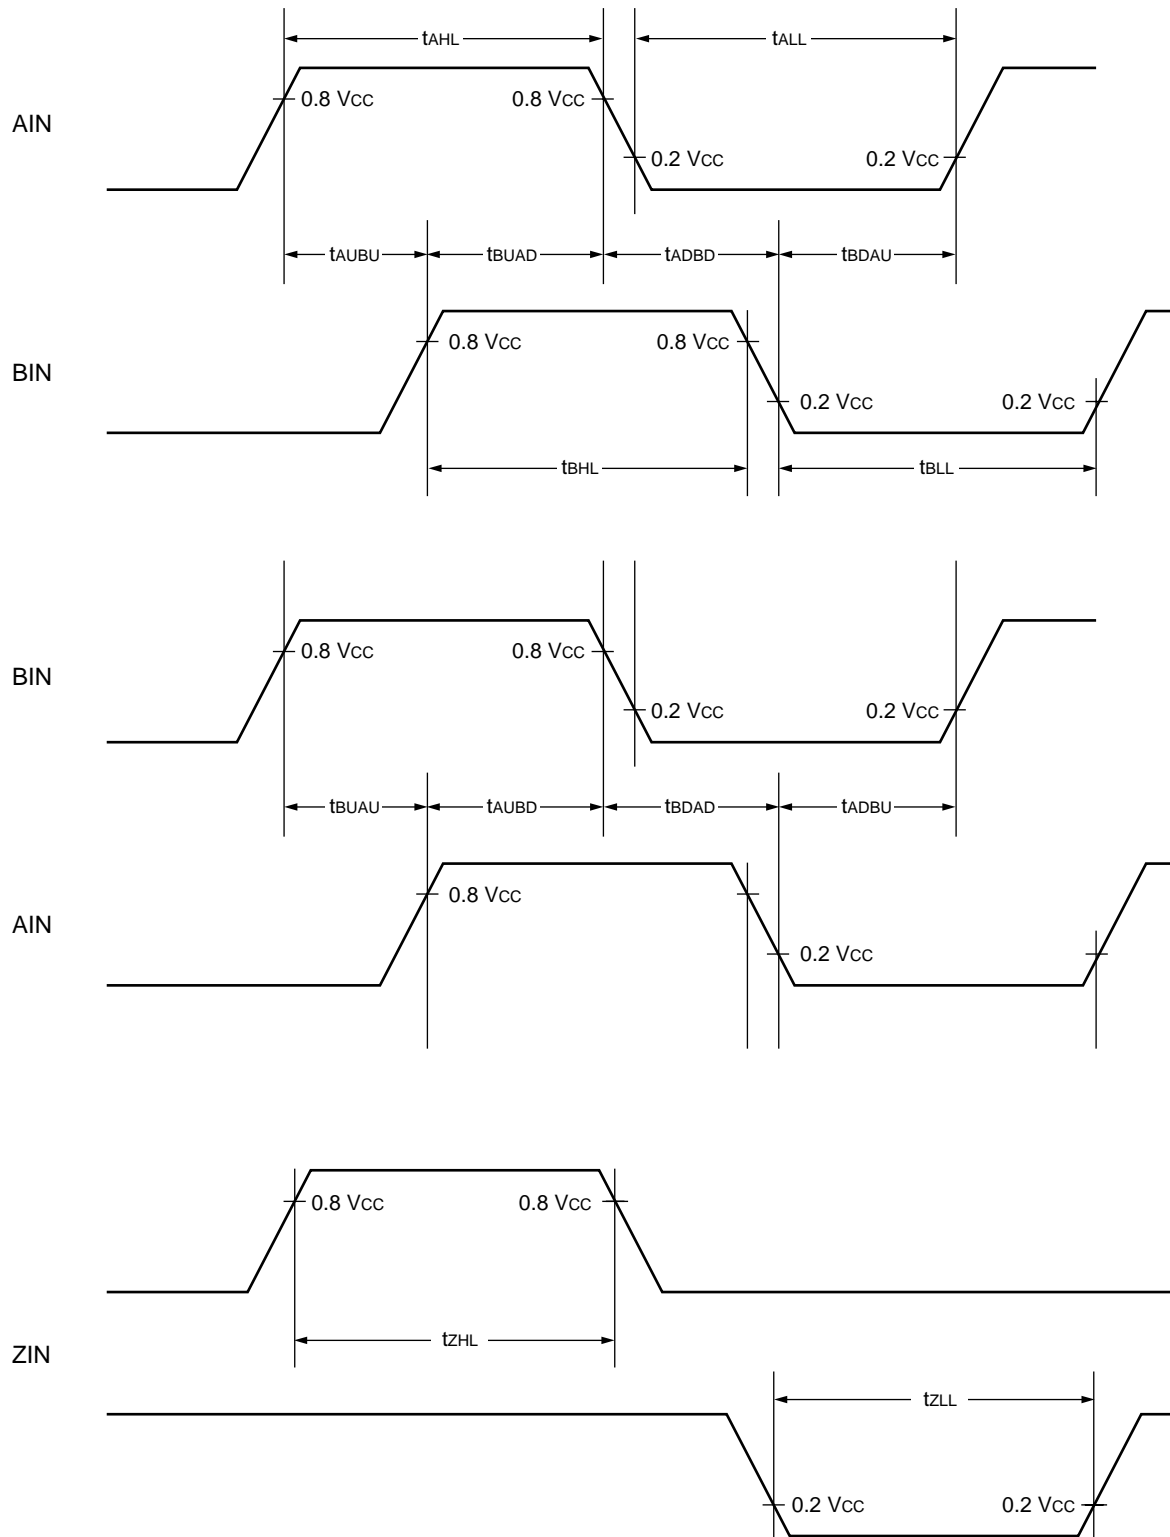 tAHL tALL
0.8 VCC 0.8 VCC
AIN
0.2 VCC 0.2 VCC
tAUBU tBUAD tADBD tBDAU
0.8 VCC 0.8 VCC
BIN
0.2 VCC 0.2 VCC
tBHL tBLL
0.8 VCC 0.8 VCC
BIN
0.2 VCC 0.2 VCC
tBUAU tAUBD tBDAD tADBU
0.8 VCC
AIN
0.2 VCC
0.8 VCC 0.8 VCC
tZHL
ZIN
tZLL
0.2 VCC 0.2 VCC